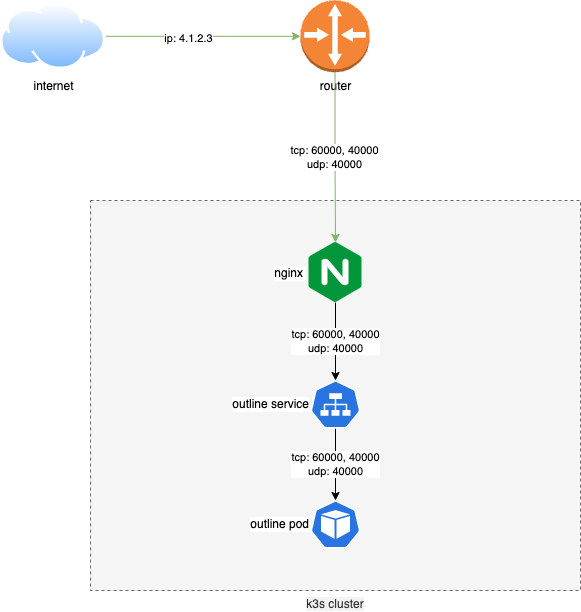 ip: 4.1.2.3
internet
router
tcp: 60000, 40000
udp: 40000
N
nginx
tcp: 60000, 40000
udp: 40000
outline service
tcp: 60000, 40000
udp: 40000
outline pod
k3s cluster